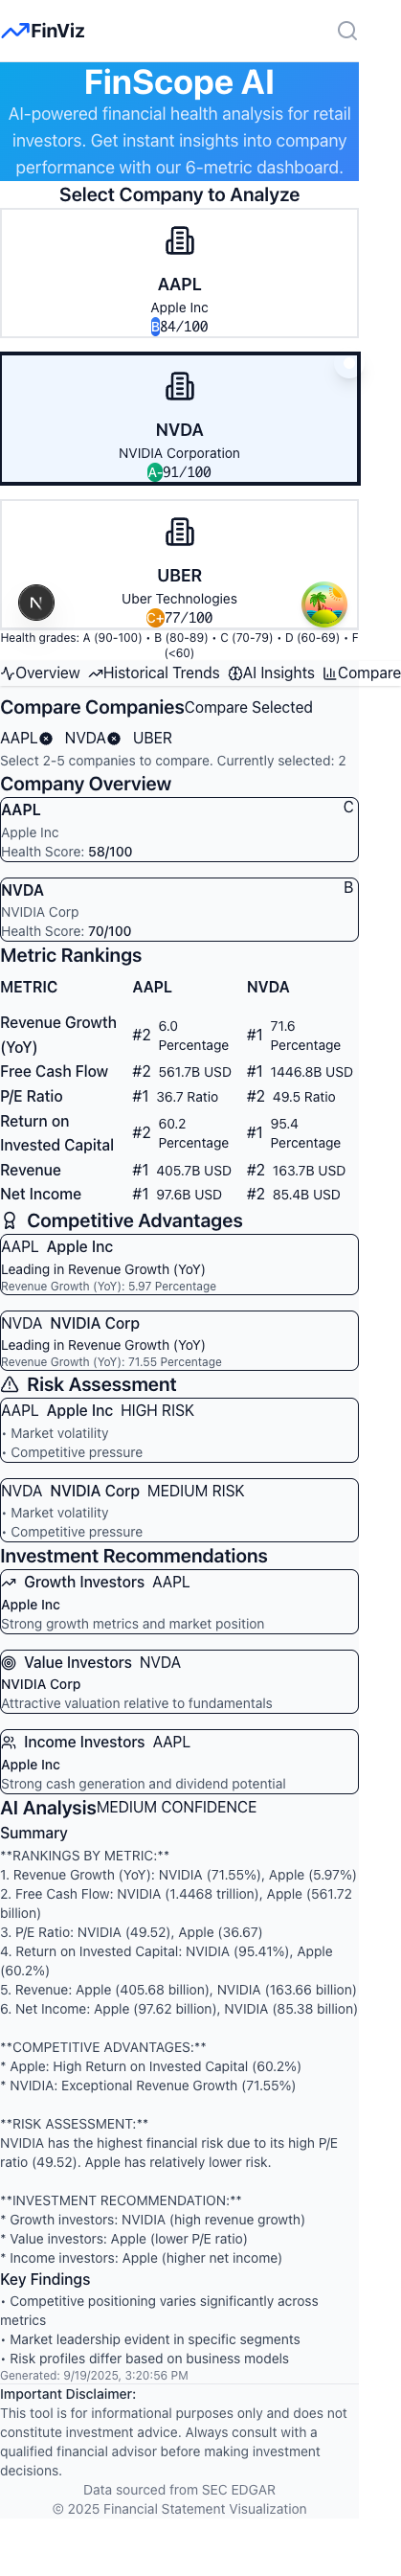 FinViz
FinScope AI
AI-powered financial health analysis for retail
investors. Get instant insights into company
performance with our 6-metric dashboard.
Select Company to Analyze
AAPL
Apple Inc
B 84/100
NVDA
NVIDIA Corporation
A- 91/100
UBER
Uber Technologies
C+ 77/100
N
Health grades: A (90-100) • B (80-89) • C (70-79) • D (60-69) • F
(<60)
Overview Historical Trends AI Insights Compare
Compare Companies Compare Selected
AAPL NVDA UBER
Select 2-5 companies to compare. Currently selected: 2
Company Overview
AAPL C
Apple Inc
Health Score: 58/100
NVDA B
NVIDIA Corp
Health Score: 70/100
Metric Rankings
METRIC AAPL NVDA
Revenue Growth
(YoY)
#2 6.0
Percentage
#1 71.6
Percentage
Free Cash Flow #2 561.7B USD #1 1446.8B USD
P/E Ratio #1 36.7 Ratio #2 49.5 Ratio
Return on
Invested Capital
#2 60.2
Percentage
#1 95.4
Percentage
Revenue #1 405.7B USD #2 163.7B USD
Net Income #1 97.6B USD #2 85.4B USD
Competitive Advantages
AAPL Apple Inc
Leading in Revenue Growth (YoY)
Revenue Growth (YoY): 5.97 Percentage
NVDA NVIDIA Corp
Leading in Revenue Growth (YoY)
Revenue Growth (YoY): 71.55 Percentage
Risk Assessment
AAPL Apple Inc HIGH RISK
• Market volatility
• Competitive pressure
NVDA NVIDIA Corp MEDIUM RISK
• Market volatility
• Competitive pressure
Investment Recommendations
Growth Investors AAPL
Apple Inc
Strong growth metrics and market position
Value Investors NVDA
NVIDIA Corp
Attractive valuation relative to fundamentals
Income Investors AAPL
Apple Inc
Strong cash generation and dividend potential
AI Analysis MEDIUM CONFIDENCE
Summary
**RANKINGS BY METRIC:**
1. Revenue Growth (YoY): NVIDIA (71.55%), Apple (5.97%)
2. Free Cash Flow: NVIDIA (1.4468 trillion), Apple (561.72
billion)
3. P/E Ratio: NVIDIA (49.52), Apple (36.67)
4. Return on Invested Capital: NVIDIA (95.41%), Apple
(60.2%)
5. Revenue: Apple (405.68 billion), NVIDIA (163.66 billion)
6. Net Income: Apple (97.62 billion), NVIDIA (85.38 billion)
**COMPETITIVE ADVANTAGES:**
* Apple: High Return on Invested Capital (60.2%)
* NVIDIA: Exceptional Revenue Growth (71.55%)
**RISK ASSESSMENT:**
NVIDIA has the highest financial risk due to its high P/E
ratio (49.52). Apple has relatively lower risk.
**INVESTMENT RECOMMENDATION:**
* Growth investors: NVIDIA (high revenue growth)
* Value investors: Apple (lower P/E ratio)
* Income investors: Apple (higher net income)
Key Findings
• Competitive positioning varies significantly across
metrics
• Market leadership evident in specific segments
• Risk profiles differ based on business models
Generated: 9/19/2025, 3:20:56 PM
Important Disclaimer:
This tool is for informational purposes only and does not
constitute investment advice. Always consult with a
qualified financial advisor before making investment
decisions.
Data sourced from SEC EDGAR
© 2025 Financial Statement Visualization